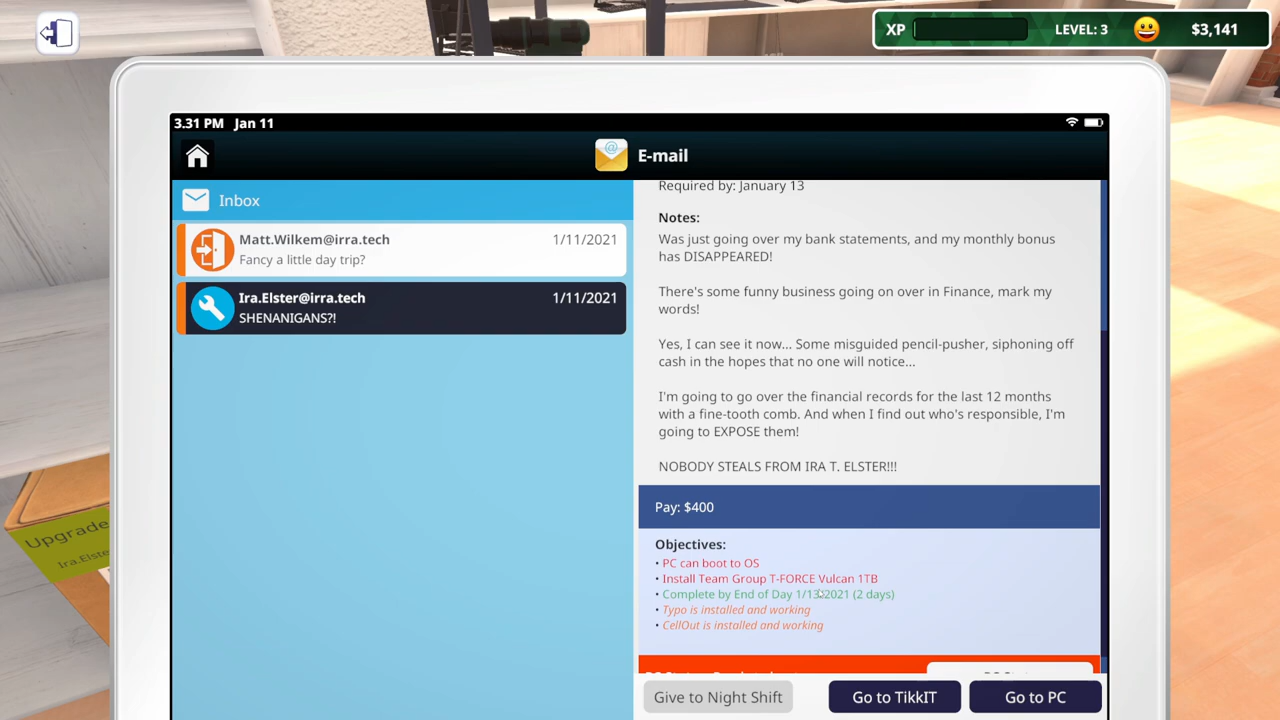 XP
LEVEL: 3
$3,141
3.31 PM Jan 11
E-mail
Inbox
Matt.Wilkem@irra.tech
1/11/2021
Fancy a little day trip?
Ira.Elster@irra.tech
1/11/2021
SHENANIGANS?!
Required by: January 13
Notes:
Was just going over my bank statements, and my monthly bonus
has DISAPPEARED!
There's some funny business going on over in Finance, mark my
words!
Yes, I can see it now... Some misguided pencil-pusher, siphoning off
cash in the hopes that no one will notice...
I'm going to go over the financial records for the last 12 months
with a fine-tooth comb. And when I find out who's responsible, I'm
going to EXPOSE them!
NOBODY STEALS FROM IRA T. ELSTER!!!
Pay: $400
Objectives:
• PC can boot to OS
• Install Team Group T-FORCE Vulcan 1TB
• Complete by End of Day 1/13/2021 (2 days)
• Typo is installed and working
• CellOut is installed and working
Give to Night Shift
Go to TikkIT
Go to PC
Upgrade
Ira.Elste